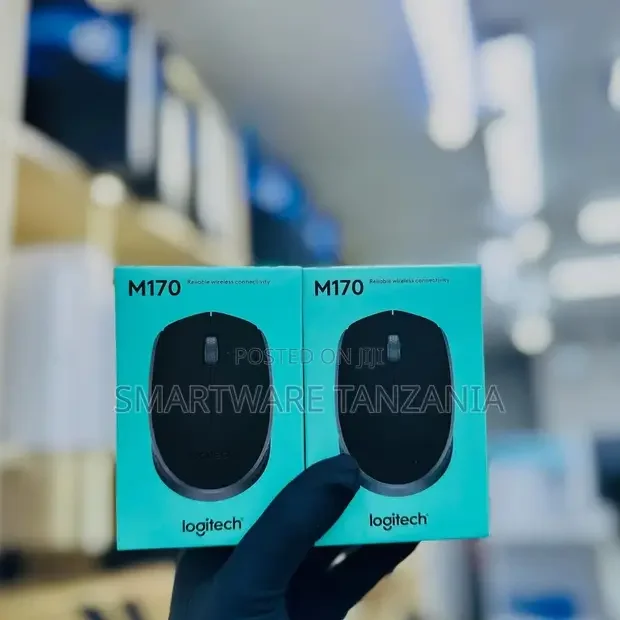 M170 Reliable wireless connectivity
M170 Reliable wireless connectivity
POSTED ON JIJI
SMARTWARE TANZANIA
logitech
logitech